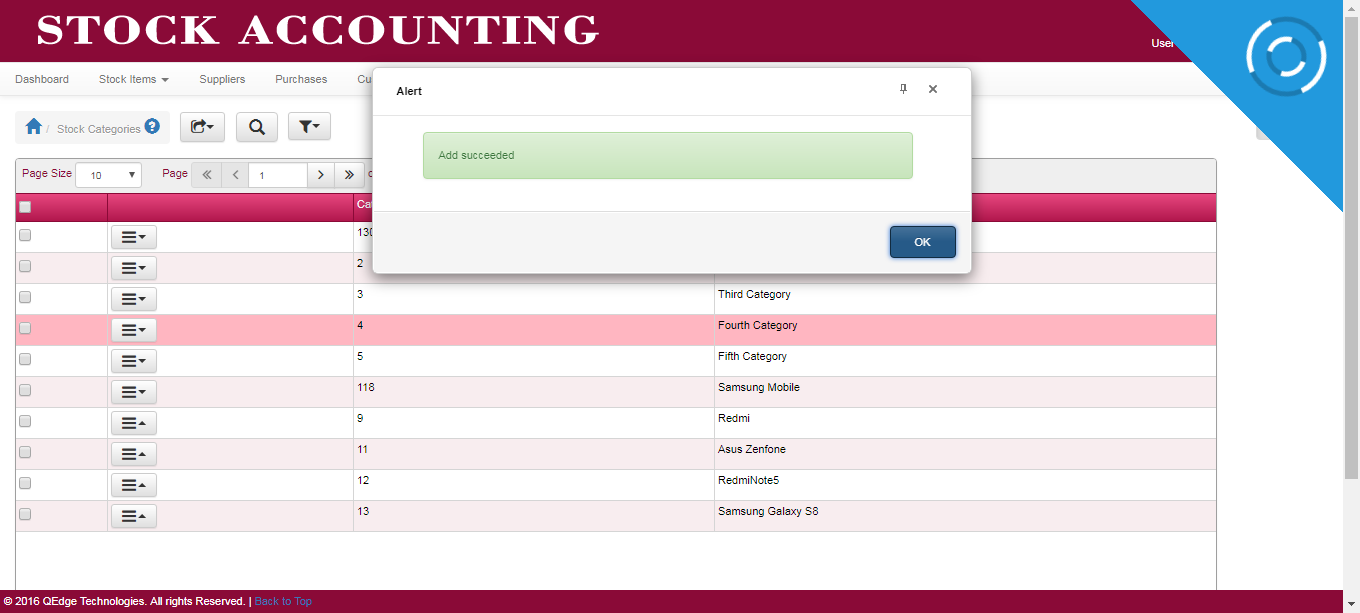 STOCK ACCOUNTING
User
Dashboard Stock Items Suppliers Purchases Cu
Alert
/ Stock Categories ?
Add succeeded
Page Size 10 Page 1
OK
130
2
3 Third Category
4 Fourth Category
5 Fifth Category
118 Samsung Mobile
9 Redmi
11 Asus Zenfone
12 RedmiNote5
13 Samsung Galaxy S8
© 2016 QEdge Technologies. All rights Reserved. | Back to Top